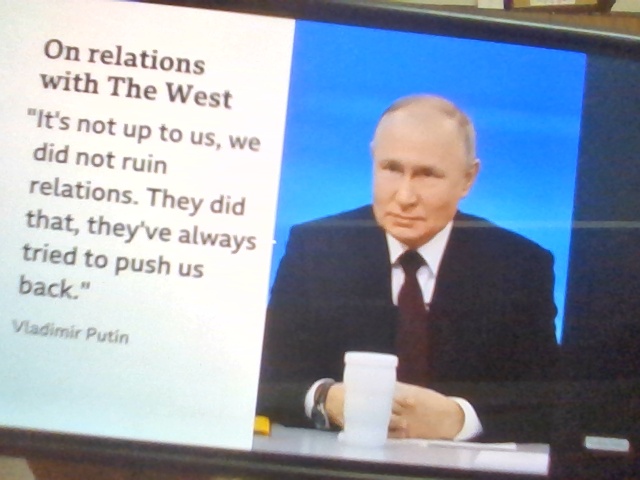 On relations
with The West
"It's not up to us, we
did not ruin
relations. They did
that, they've always
tried to push us
back."
Vladimir Putin